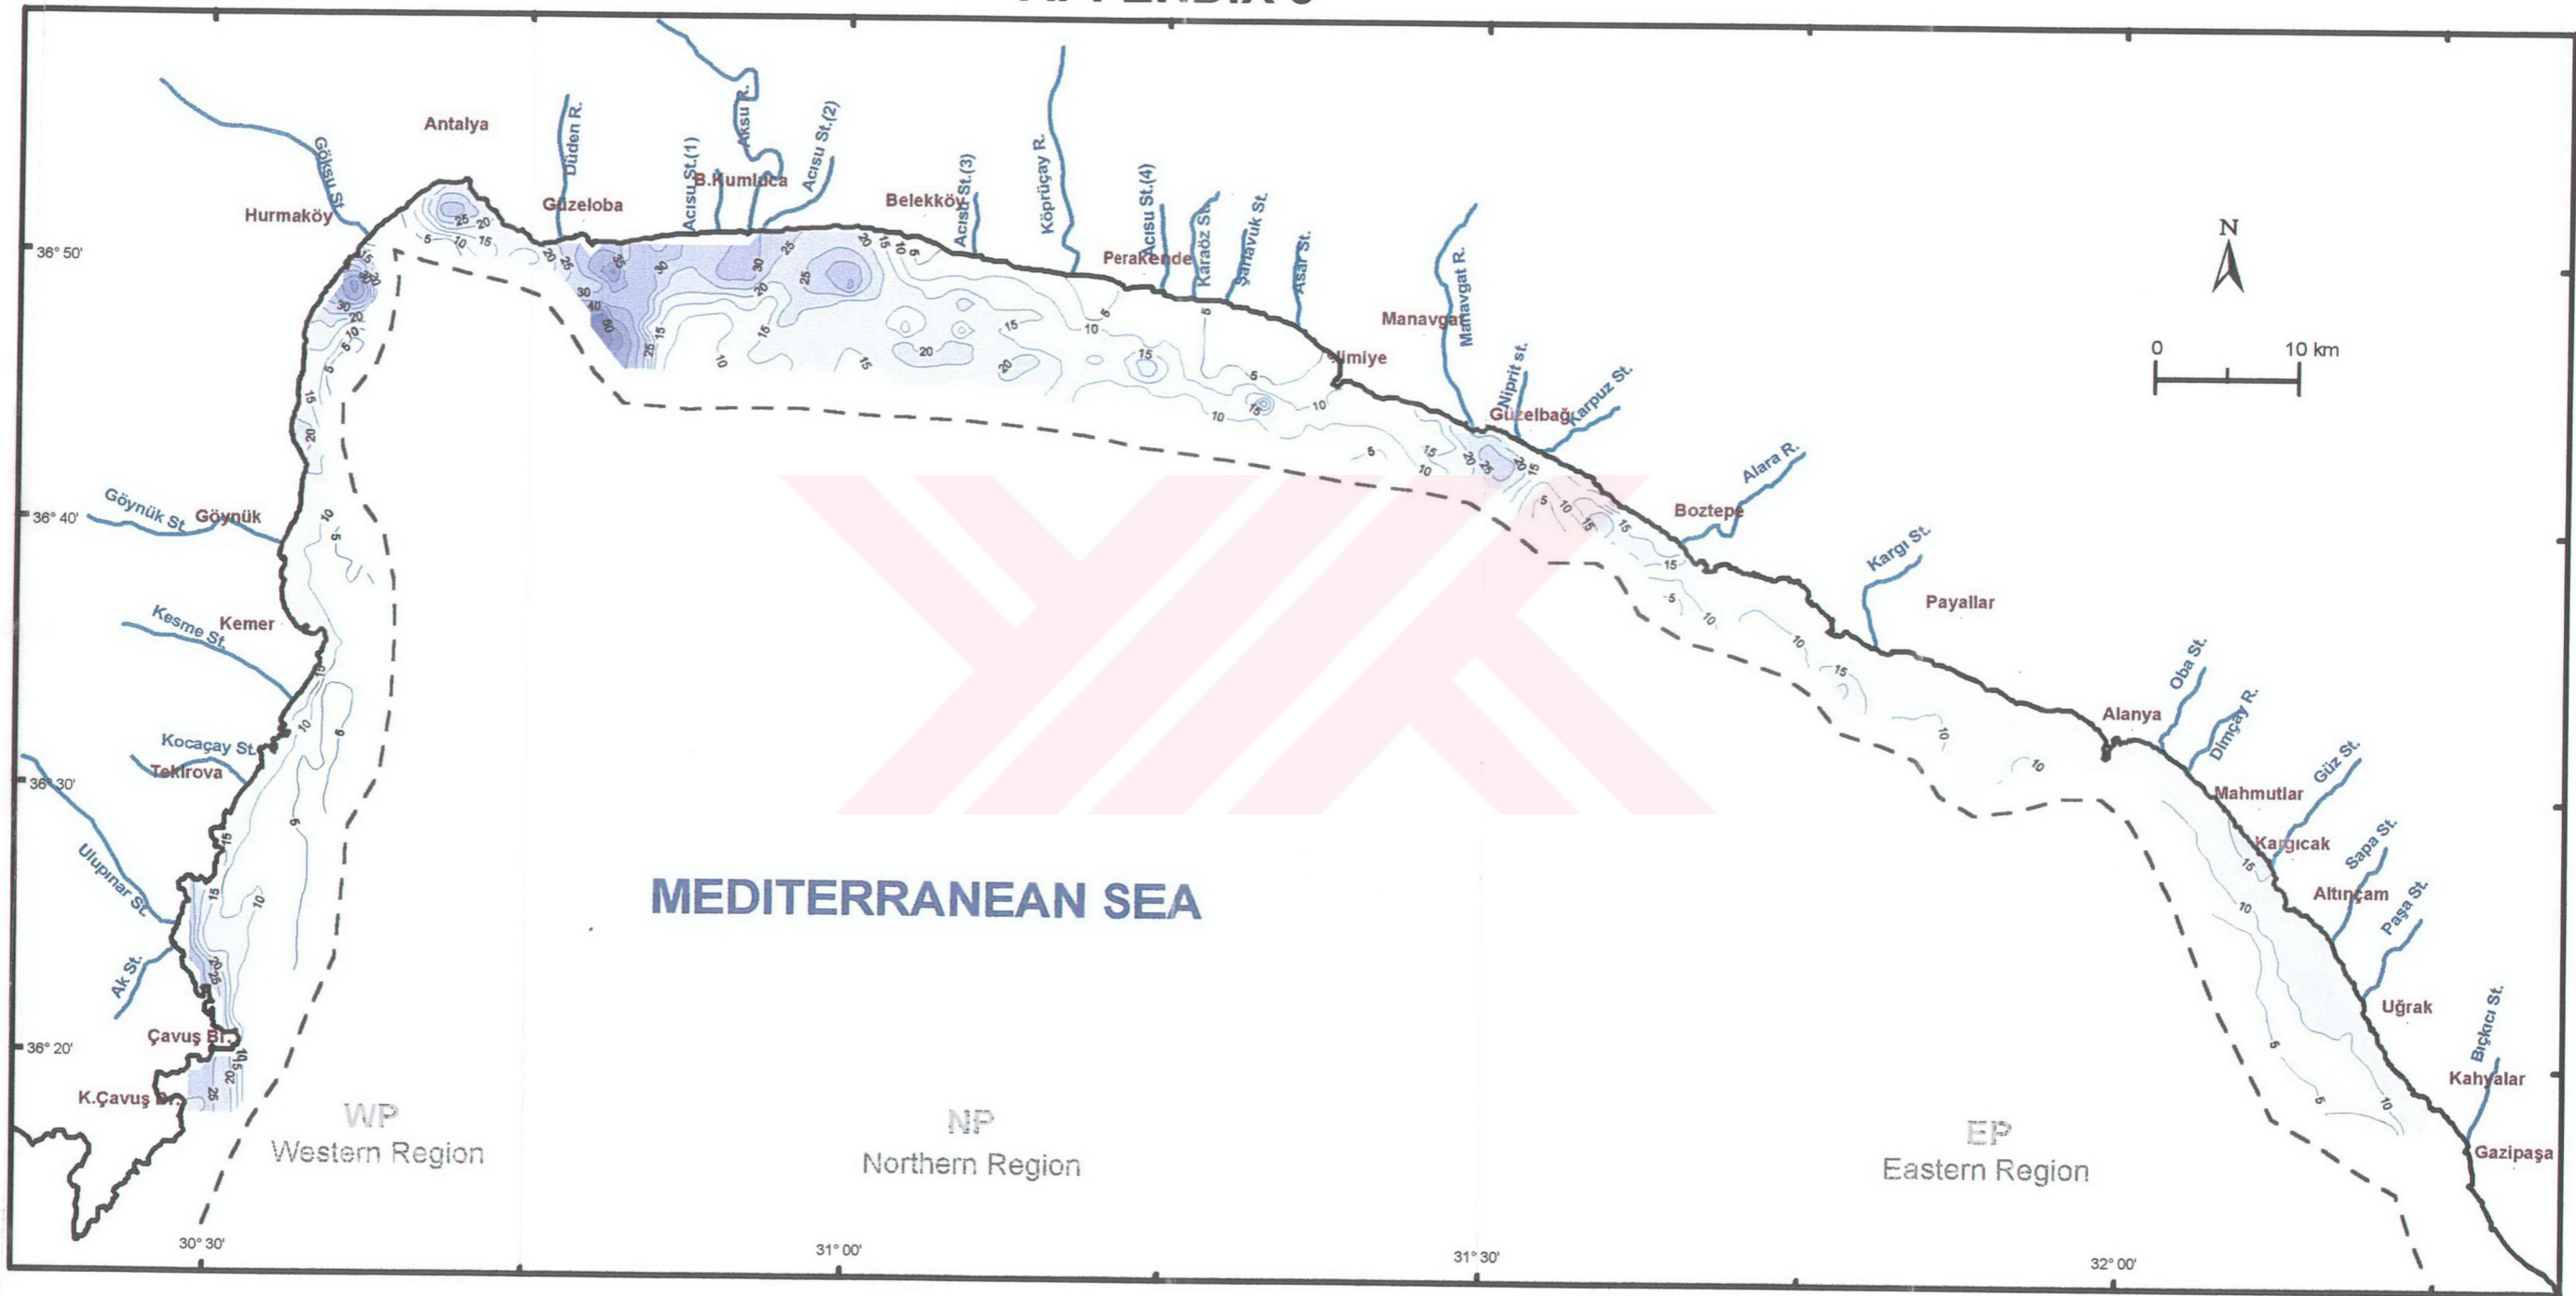 Antalya
Göksu St.
Hurmaköy
Düden R.
Güzeloba
Acısu St.(1)
B.Kumluca
Aksu R.
Acısu St.(2)
Belekköy
Acısu St.(3)
Köprüçay R.
Perakende
Acısu St.(4)
Karaöz St.
Şarlavuk St.
Asar St.
Manavgat
Manavgat R.
Niprit st.
Güzelbağı
Karpuz St.
Boztepe
Alara R.
Kargı St.
Payallar
Alanya
Oba St.
Dimçay R.
Mahmutlar
Güz St.
Kargıcak
Sapa St.
Altınçam
Paşa St.
Uğrak
Bıçkıcı St.
Kahyalar
Gazipaşa
N
0 10 km
36° 50'
36° 40'
36° 30'
36° 20'
Göynük St.
Göynük
Kesme St.
Kemer
Kocaçay St.
Tekirova
Ulupınar St.
Ak St.
Çavuş Br.
K.Çavuş Br.
MEDITERRANEAN SEA
WP
Western Region
NP
Northern Region
EP
Eastern Region
30° 30'
31° 00'
31° 30'
32° 00'